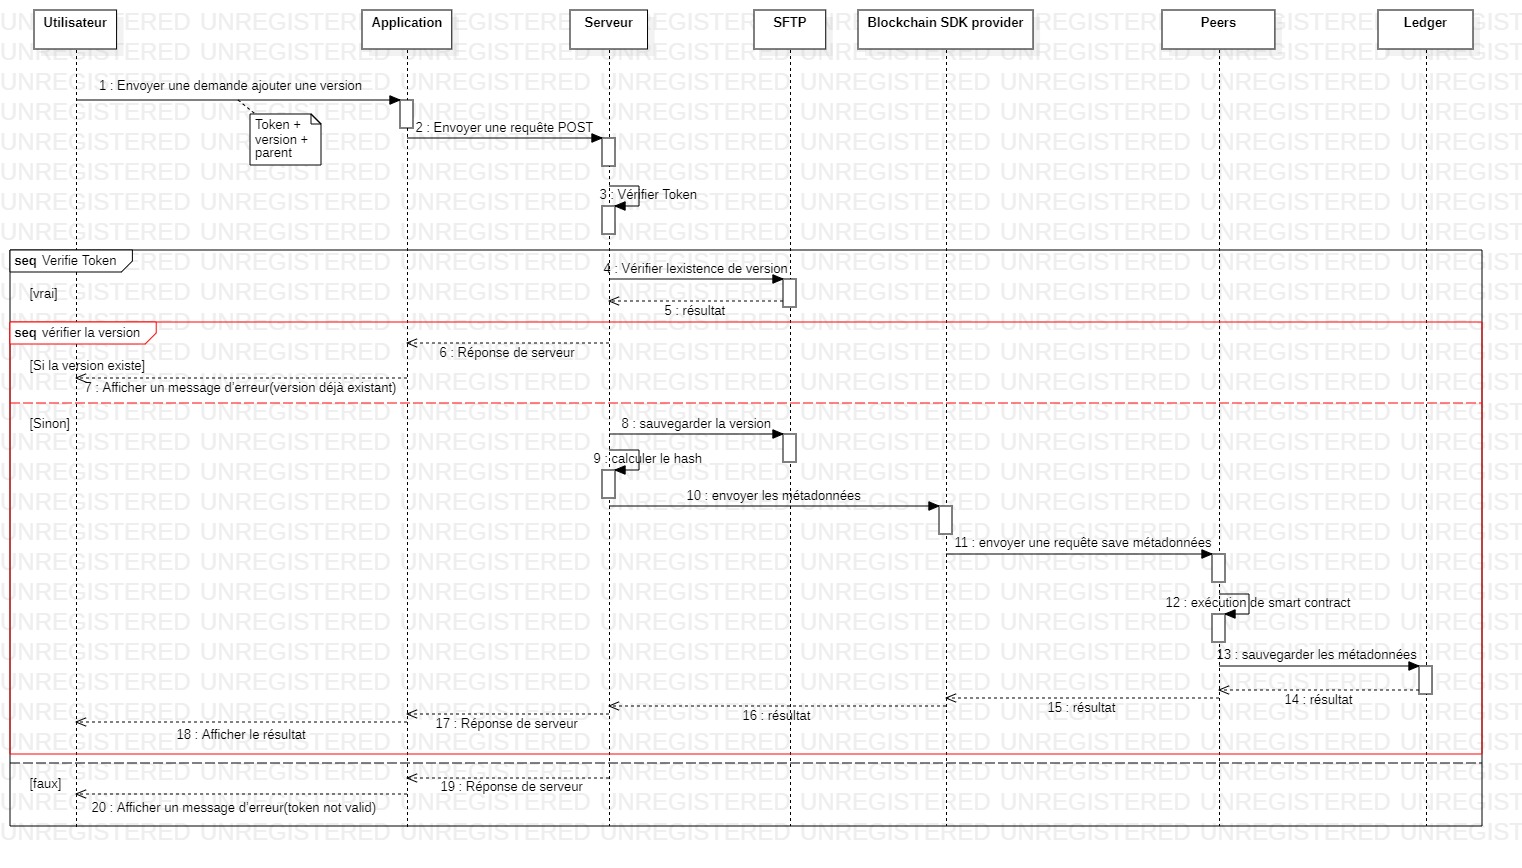 Utilisateur
Application
Serveur
SFTP
Blockchain SDK provider
Peers
Ledger
1 : Envoyer une demande ajouter une version
Token +
version +
parent
2 : Envoyer une requête POST
3 : Vérifier Token
seq Verifie Token
[vrai]
4 : Vérifier lexistence de version
5 : résultat
seq vérifier la version
6 : Réponse de serveur
[Si la version existe]
7 : Afficher un message d'erreur(version déjà existant)
[Sinon]
8 : sauvegarder la version
9 : calculer le hash
10 : envoyer les métadonnées
11 : envoyer une requête save métadonnées
12 : exécution de smart contract
13 : sauvegarder les métadonnées
14 : résultat
15 : résultat
16 : résultat
17 : Réponse de serveur
18 : Afficher le résultat
[faux]
19 : Réponse de serveur
20 : Afficher un message d'erreur(token not valid)
UNREGISTERED